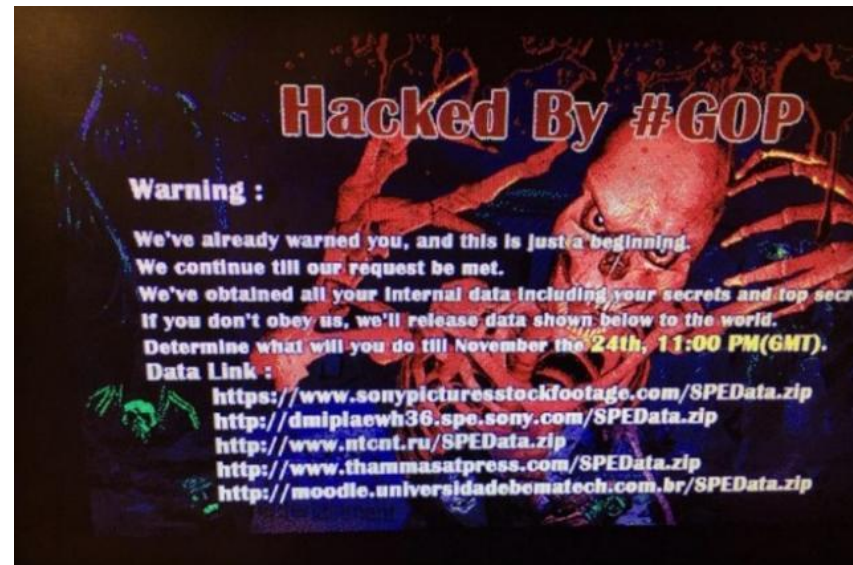 Hacked By #GOP
Warning :
We've already warned you, and this is just a beginning.
We continue till our request be met.
We've obtained all your internal data including your secrets and top secr
If you don't obey us, we'll release data shown below to the world.
Determine what will you do till November the 24th, 11:00 PM(GMT).
Data Link :
https://www.sonypicturesstockfootage.com/SPEData.zip
http://dmiplaewh36.spe.sony.com/SPEData.zip
http://www.ntcnt.ru/SPEData.zip
http://www.thammasatpress.com/SPEData.zip
http://moodle.universidadebematech.com.br/SPEData.zip